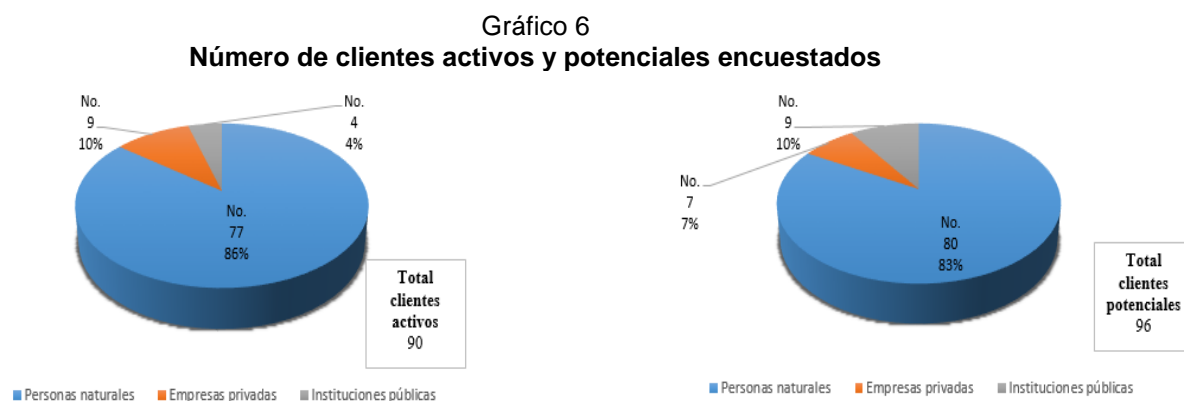 Gráfico 6
Número de clientes activos y potenciales encuestados
No.
9
10%
No.
4
4%
No.
77
86%
Total
clientes
activos
90
Personas naturales Empresas privadas Instituciones públicas
No.
9
10%
No.
7
7%
No.
80
83%
Total
clientes
potenciales
96
Personas naturales Empresas privadas Instituciones públicas